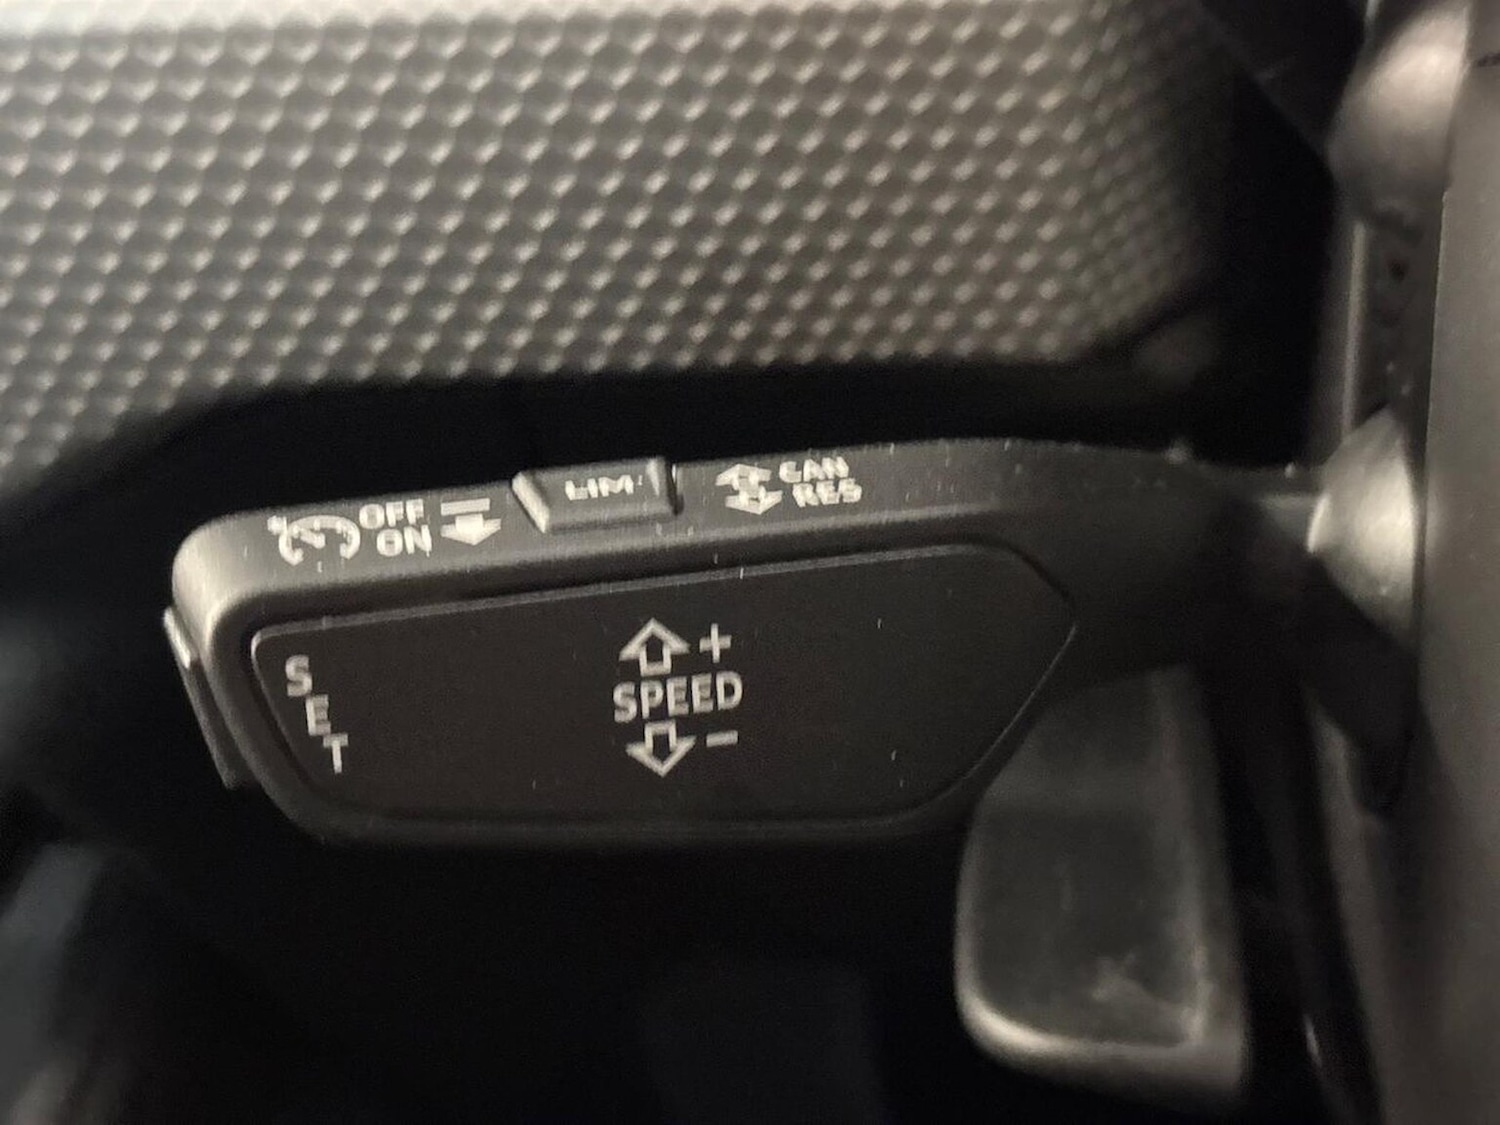 OFF
ON
LIM
CAN
RES
SET
+
SPEED
-